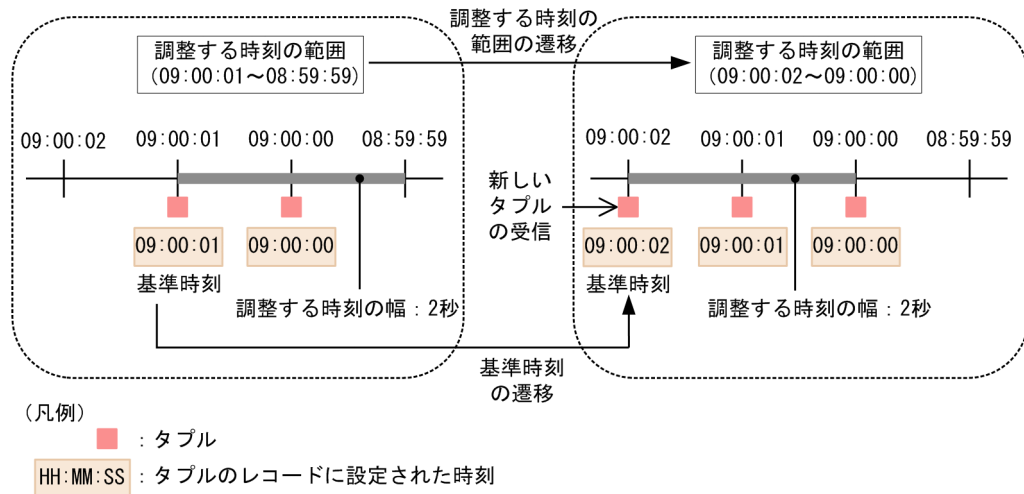 調整する時刻の
範囲の遷移
調整する時刻の範囲
（09:00:01～08:59:59）
調整する時刻の範囲
（09:00:02～09:00:00）
09:00:02 09:00:01 09:00:00 08:59:59
09:00:02 09:00:01 09:00:00 08:59:59
新しい
タプル
の受信
09:00:01 09:00:00
09:00:02 09:00:01 09:00:00
基準時刻
基準時刻
調整する時刻の幅：2秒
調整する時刻の幅：2秒
基準時刻
の遷移
（凡例）
：タプル
HH:MM:SS ：タプルのレコードに設定された時刻